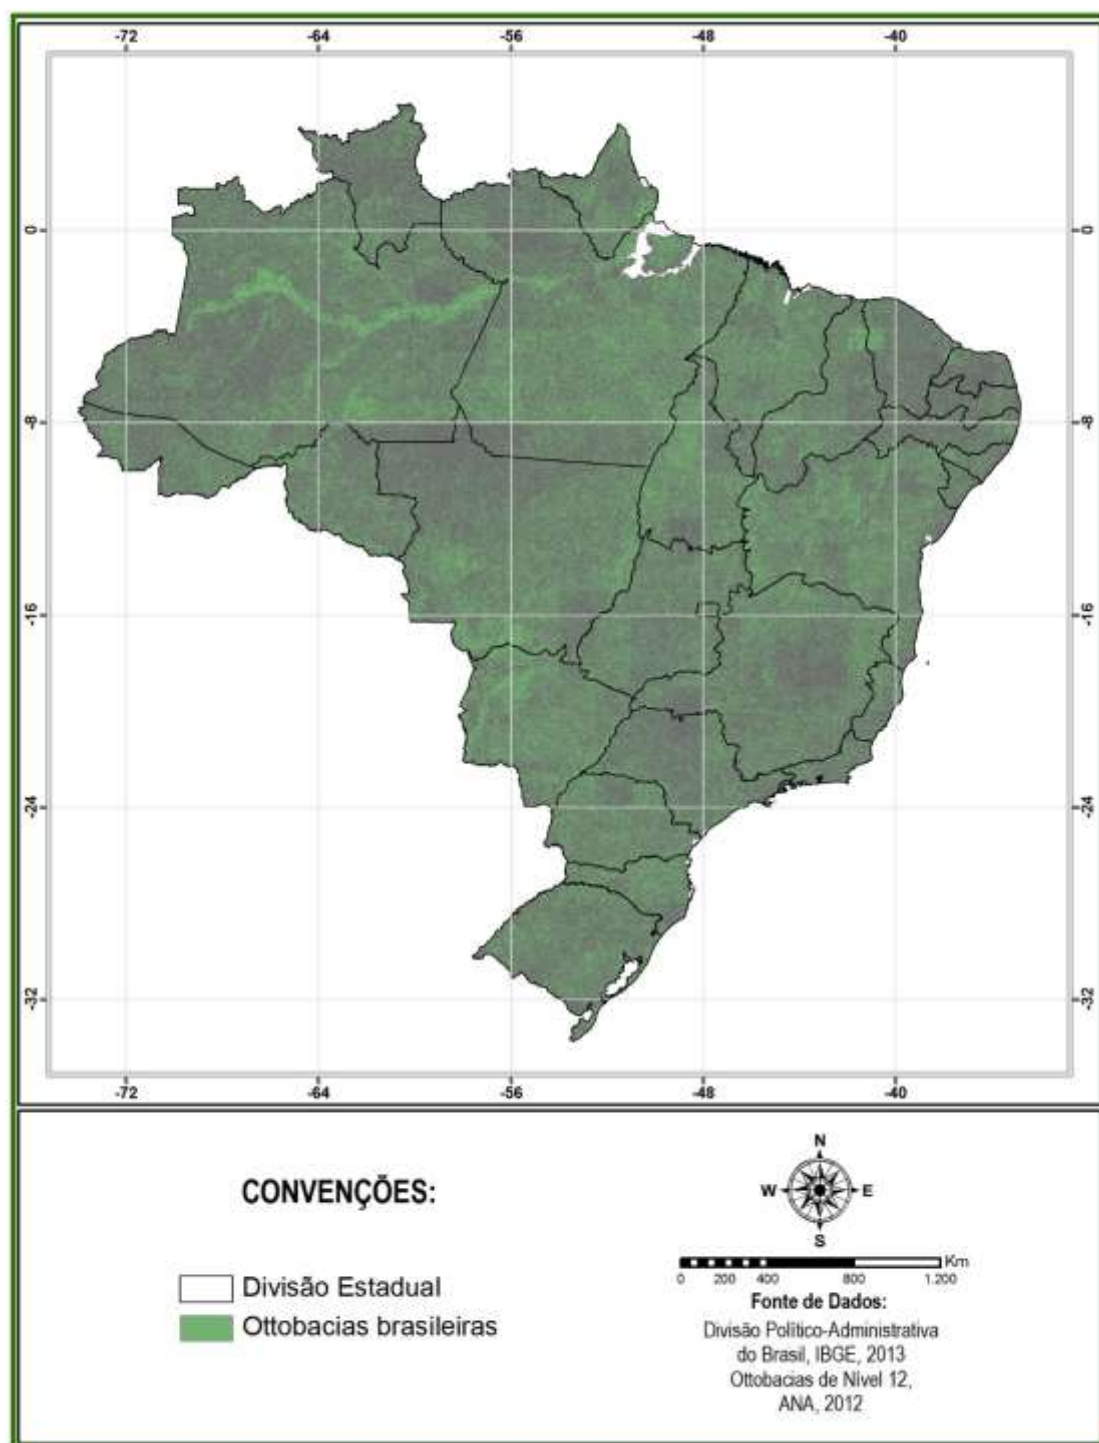 -72 -64 -56 -48 -40
0 0
-8 -8
-16 -16
-24 -24
-32 -32
-72 -64 -56 -48 -40
CONVENÇÕES:
Divisão Estadual
Ottobacias brasileiras
N
W E
S
Km
0 200 400 800 1.200
Fonte de Dados:
Divisão Político-Administrativa
do Brasil, IBGE, 2013
Ottobacias de Nível 12,
ANA, 2012